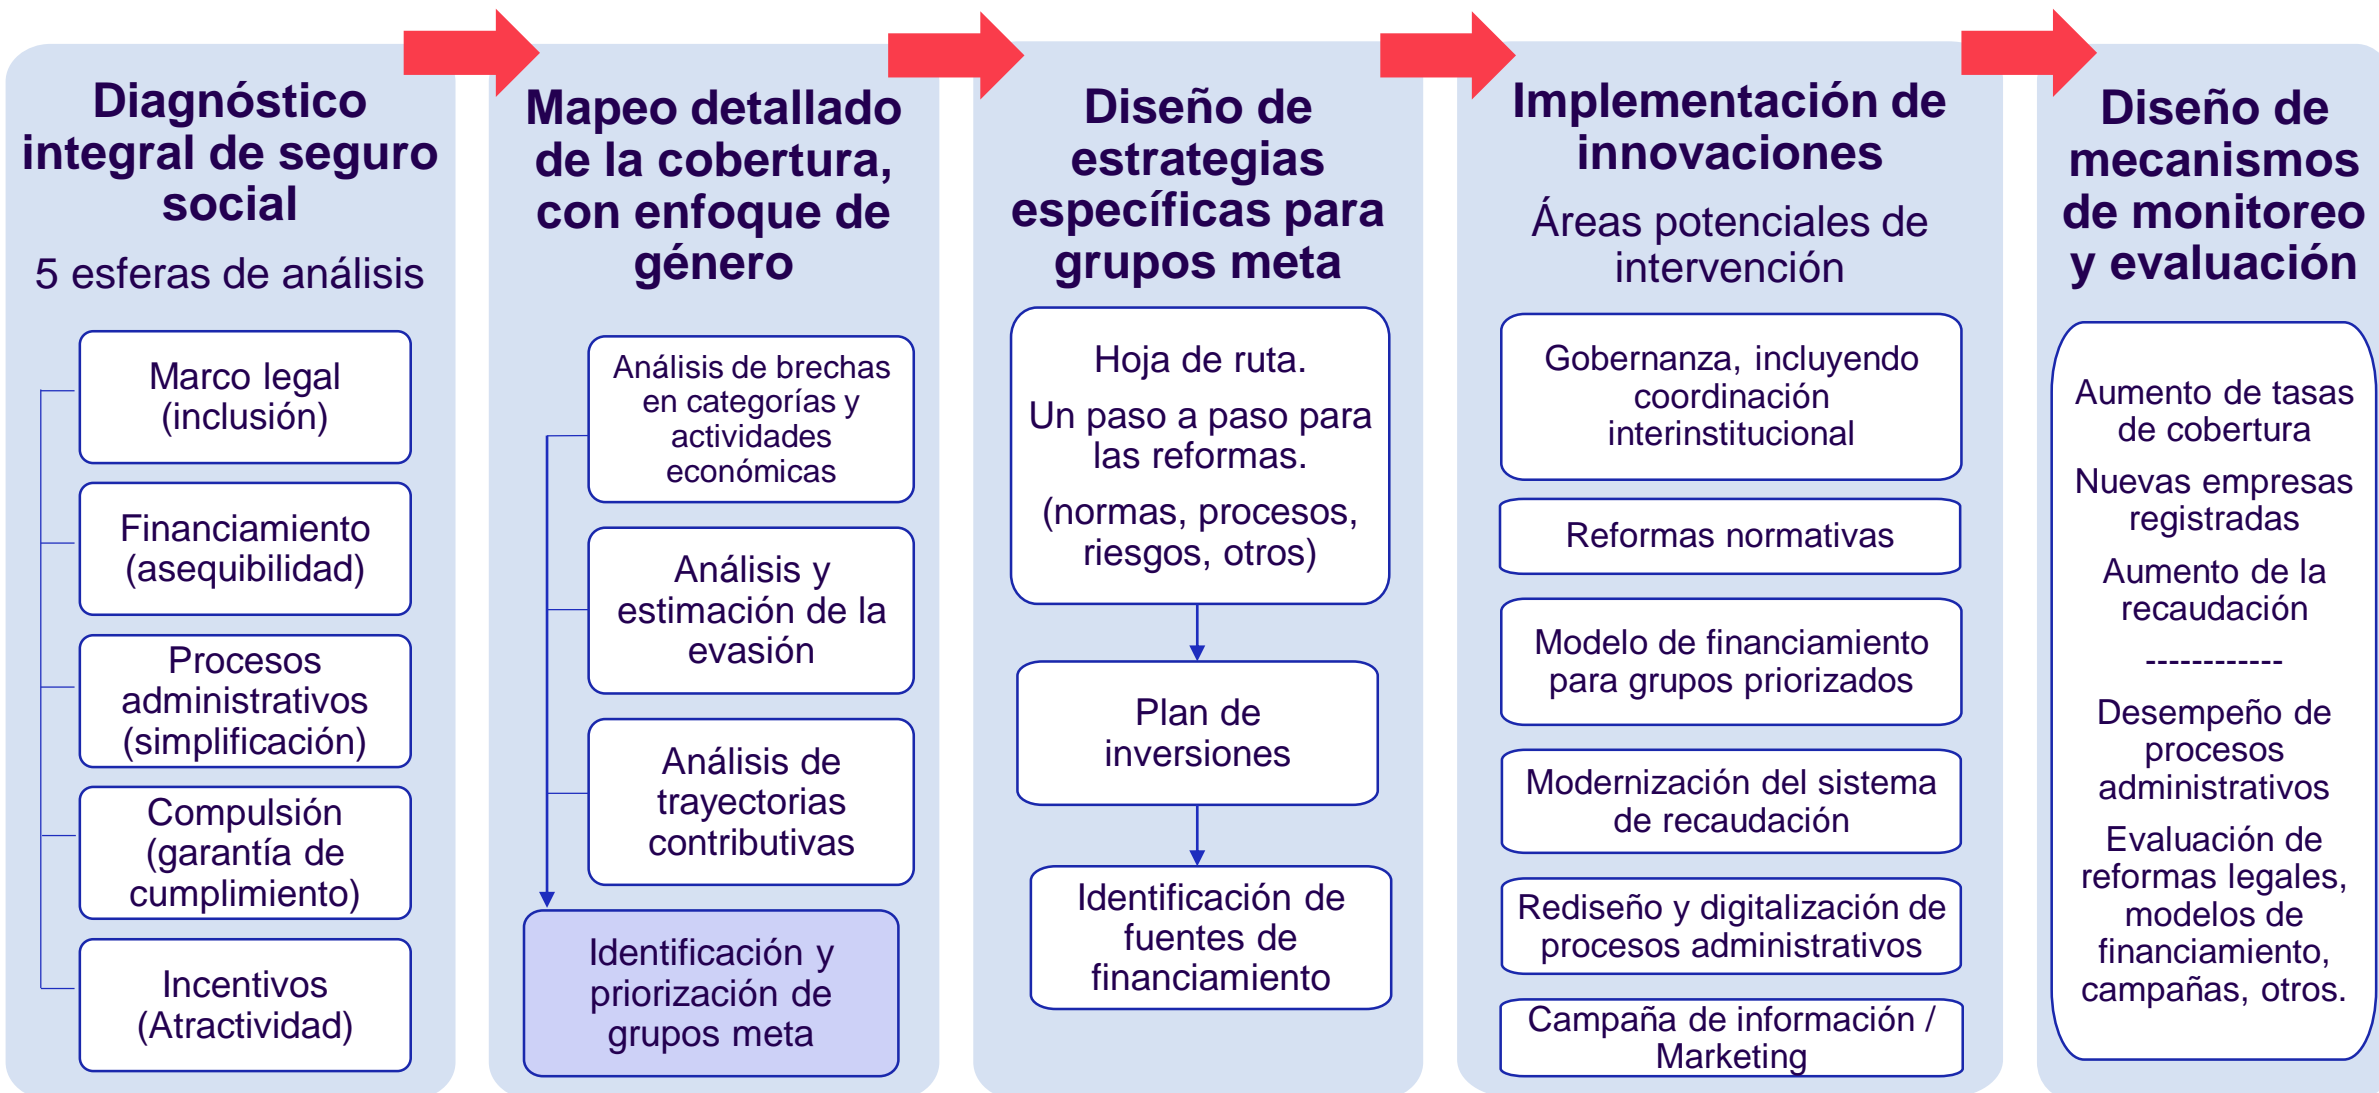 Diagnóstico
integral de seguro
social
5 esferas de análisis
Marco legal
(inclusión)
Financiamiento
(asequibilidad)
Procesos
administrativos
(simplificación)
Compulsión
(garantía de
cumplimiento)
Incentivos
(Atractividad)
Mapeo detallado
de la cobertura,
con enfoque de
género
Análisis de brechas
en categorías y
actividades
económicas
Análisis y
estimación de la
evasión
Análisis de
trayectorias
contributivas
Identificación y
priorización de
grupos meta
Diseño de
estrategias
específicas para
grupos meta
Hoja de ruta.
Un paso a paso para
las reformas.
(normas, procesos,
riesgos, otros)
Plan de
inversiones
Identificación de
fuentes de
financiamiento
Implementación de
innovaciones
Áreas potenciales de
intervención
Gobernanza, incluyendo
coordinación
interinstitucional
Reformas normativas
Modelo de financiamiento
para grupos priorizados
Modernización del sistema
de recaudación
Rediseño y digitalización de
procesos administrativos
Campaña de información /
Marketing
Diseño de
mecanismos
de monitoreo
y evaluación
Aumento de tasas
de cobertura
Nuevas empresas
registradas
Aumento de la
recaudación
------------
Desempeño de
procesos
administrativos
Evaluación de
reformas legales,
modelos de
financiamiento,
campañas, otros.